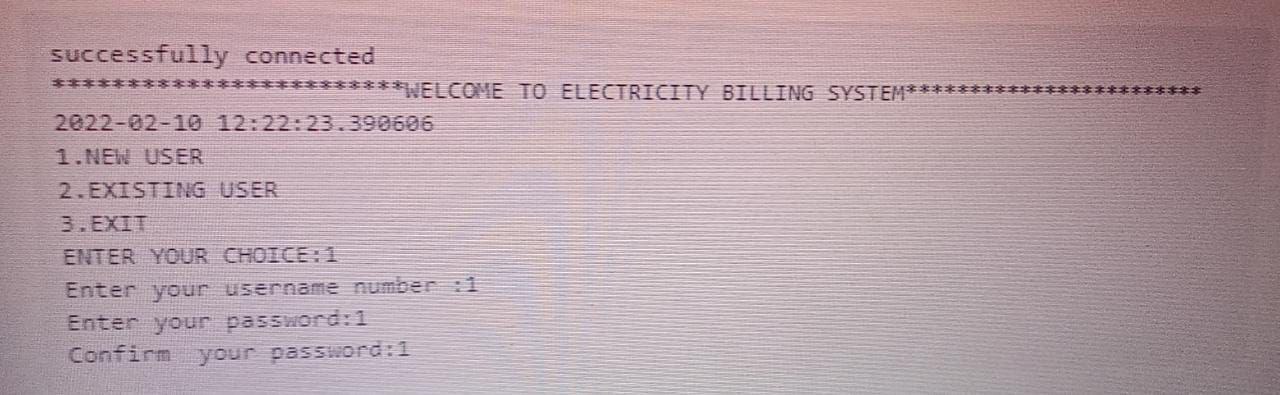 successfully connected
************************WELCOME TO ELECTRICITY BILLING SYSTEM************************
2022-02-10 12:22:23.390606
1.NEW USER
2.EXISTING USER
3.EXIT
ENTER YOUR CHOICE:1
Enter your username number :1
Enter your password:1
Confirm  your password:1